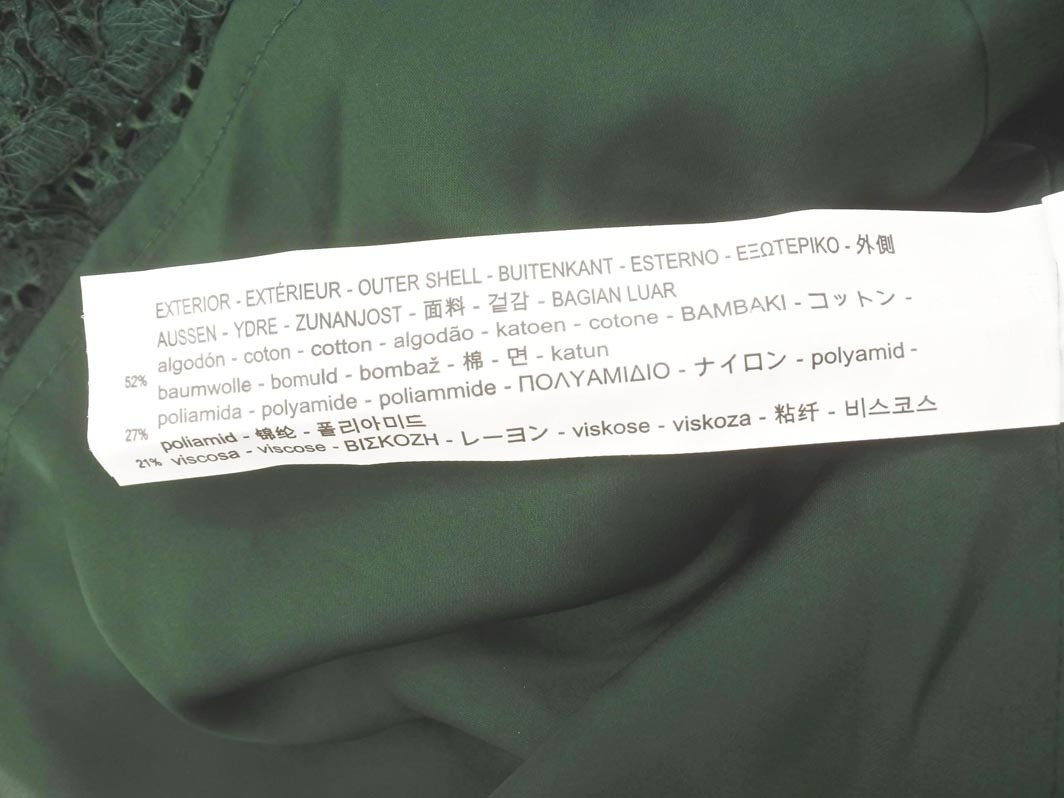 EXTERIOR - EXTÉRIEUR - OUTER SHELL - BUITENKANT - ESTERNO - ΕΞΩΤΕΡΙΚΟ - 外側
AUSSEN - YDRE - ZUNANJOST - 面料 - 겉감 - BAGIAN LUAR
algodón - coton - cotton - algodão - katoen - cotone - ΒΑΜΒΑΚΙ - コットン -
52% baumwolle - bomuld - bombaž - 棉 - 면 - katun
poliamida - polyamide - poliammide - ΠΟΛΥΑΜΙΔΙΟ - ナイロン - polyamid -
27% poliamid - 锦纶 - 폴리아미드
21% viscosa - viscose - ΒΙΣΚΟΖΗ - レーヨン - viskose - viskoza - 粘纤 - 비스코스